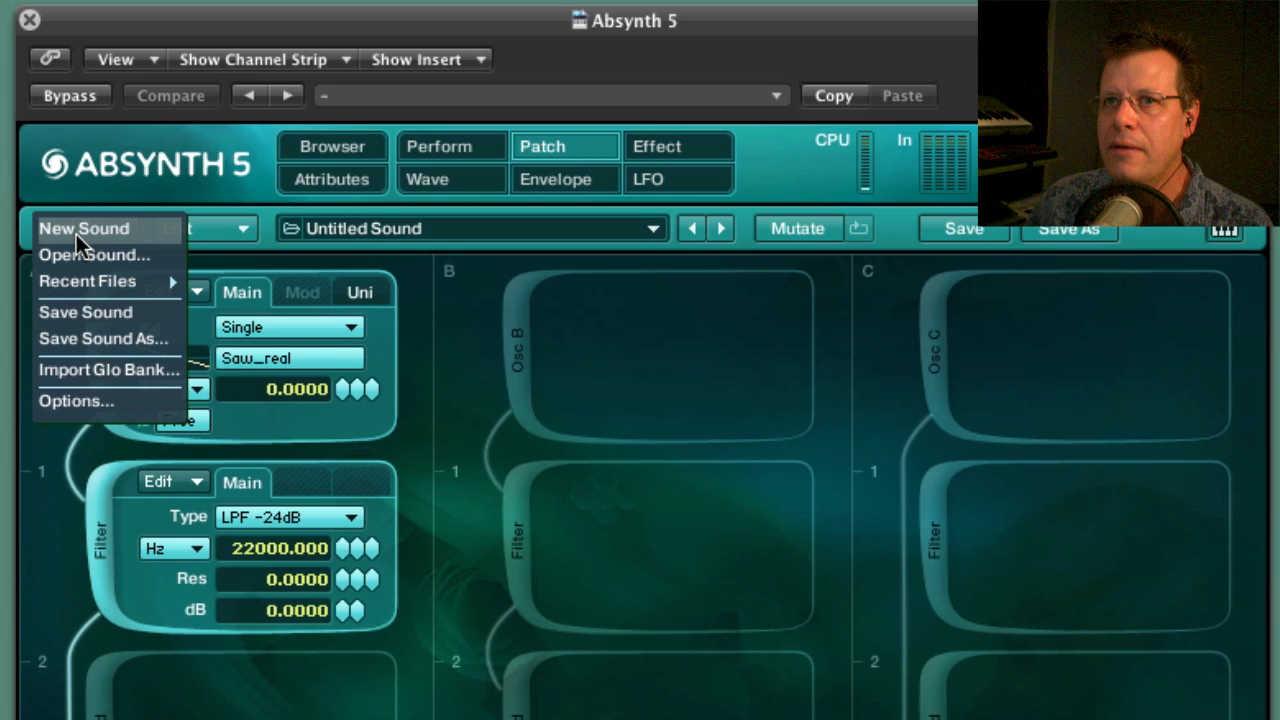 Absynth 5
View
Show Channel Strip
Show Insert
Bypass
Compare
-
Copy
Paste
ABSYNTH 5
Browser
Perform
Patch
Effect
Attributes
Wave
Envelope
LFO
CPU
In
New Sound
Open Sound...
Recent Files
Save Sound
Save Sound As...
Import Glo Bank...
Options...
Untitled Sound
Mutate
Save
Save As
A
B
C
Main
Mod
Uni
Single
Saw_real
0.0000
Free
Osc B
Osc C
1
1
1
Edit
Main
Type
LPF -24dB
Hz
22000.000
Res
0.0000
dB
0.0000
Filter
Filter
Filter
2
2
2